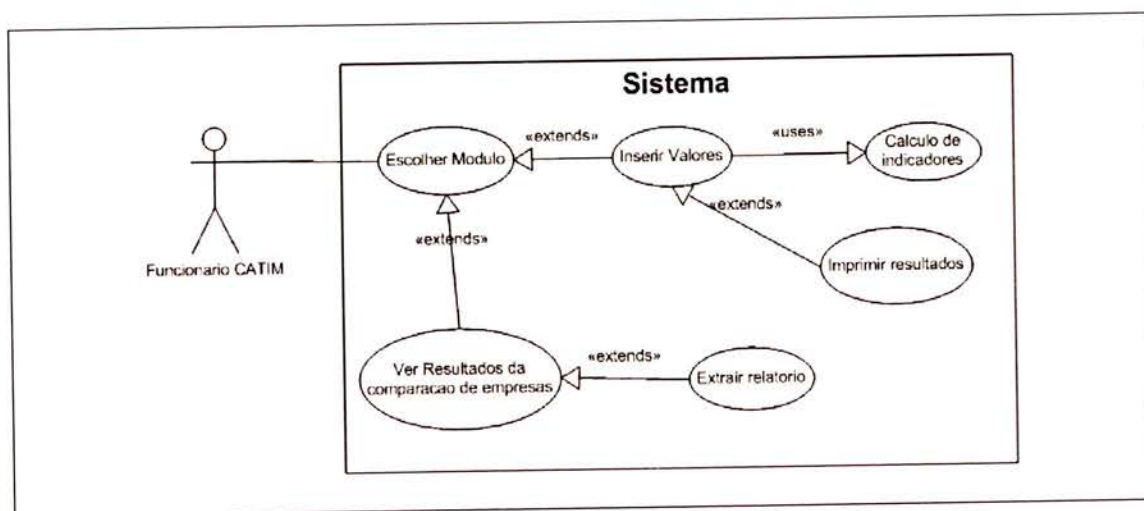 Sistema
«extends»
«uses»
Escolher Modulo
Inserir Valores
Calculo de
indicadores
«extends»
«extends»
Funcionario CATIM
Imprimir resultados
Ver Resultados da
comparacao de empresas
«extends»
Extrair relatorio